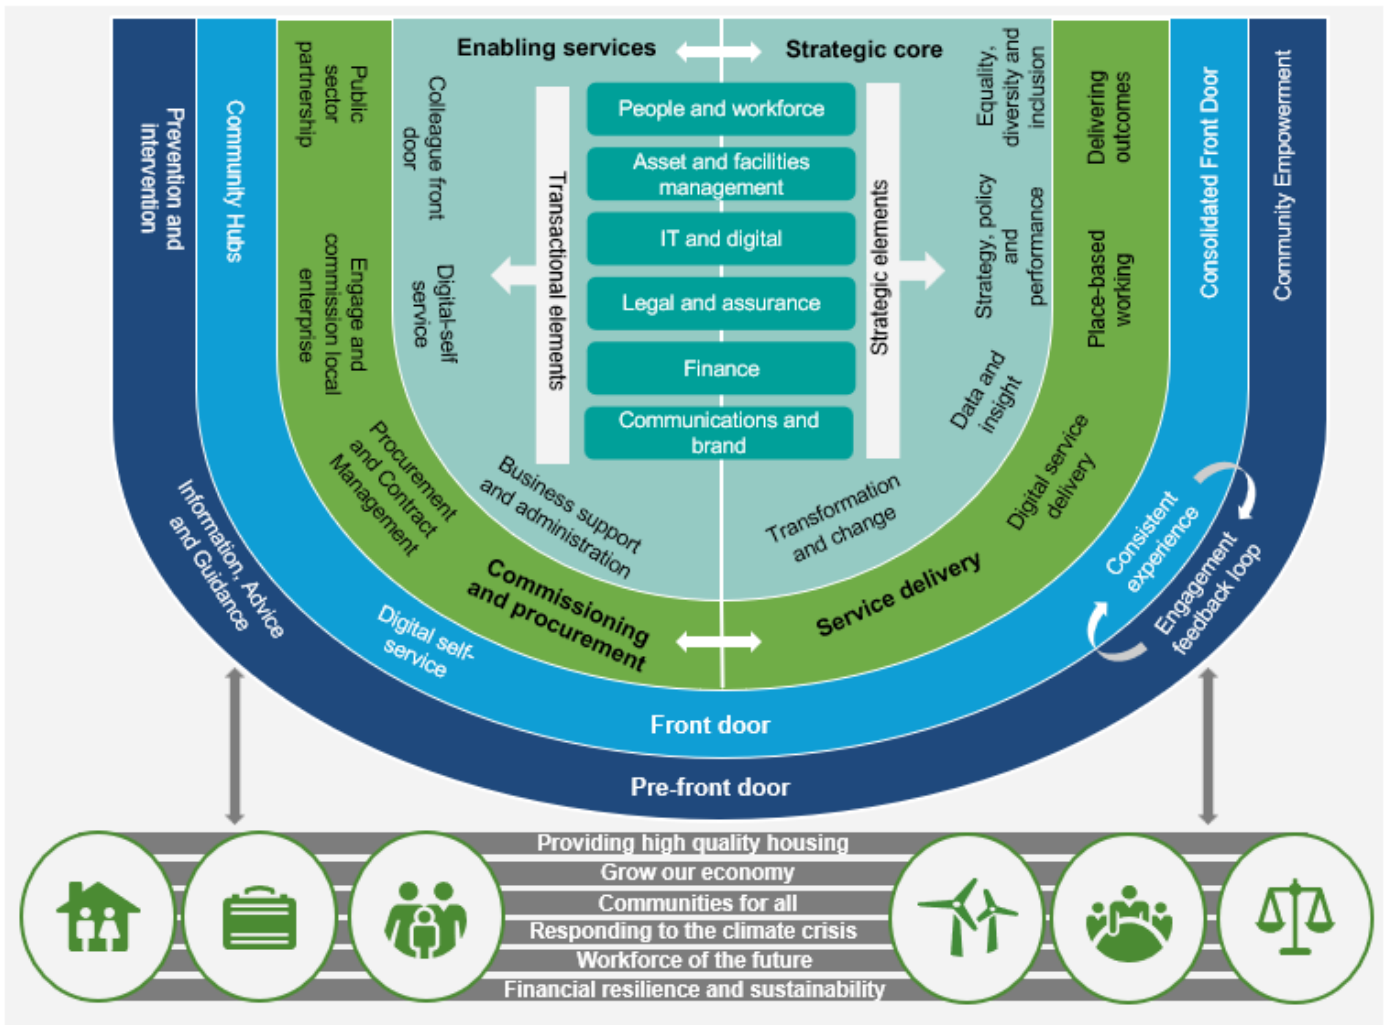 Enabling services
Strategic core
People and workforce
Asset and facilities
management
IT and digital
Legal and assurance
Finance
Communications and
brand
Transactional elements
Strategic elements
Colleague front
door
Digital-self
service
Business support
and administration
Equality,
diversity and
inclusion
Strategy, policy
and
performance
Data and
insight
Transformation
and change
Public
sector
partnership
Engage and
commission local
enterprise
Procurement
and Contract
Management
Commissioning
and procurement
Delivering
outcomes
Place-based
working
Digital service
delivery
Service delivery
Community Hubs
Digital self-
service
Front door
Consolidated Front Door
Consistent
experience
Prevention and
intervention
Information, Advice
and Guidance
Pre-front door
Community Empowerment
Engagement
feedback loop
Providing high quality housing
Grow our economy
Communities for all
Responding to the climate crisis
Workforce of the future
Financial resilience and sustainability